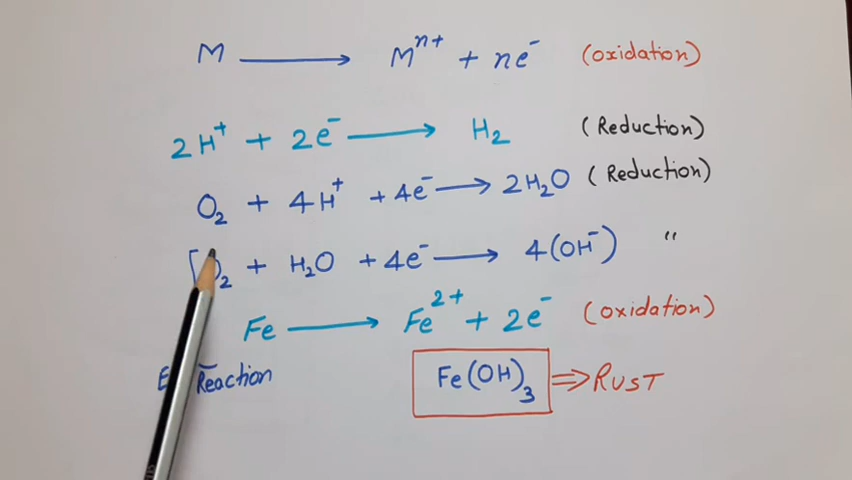 M ⟶ Mⁿ⁺ + ne⁻ (oxidation)
2H⁺ + 2e⁻ ⟶ H₂ (Reduction)
O₂ + 4H⁺ + 4e⁻ ⟶ 2H₂O (Reduction)
O₂ + H₂O + 4e⁻ ⟶ 4(OH⁻) "
Fe ⟶ Fe²⁺ + 2e⁻ (oxidation)
Reaction Fe(OH)₃ ⇒ RUST